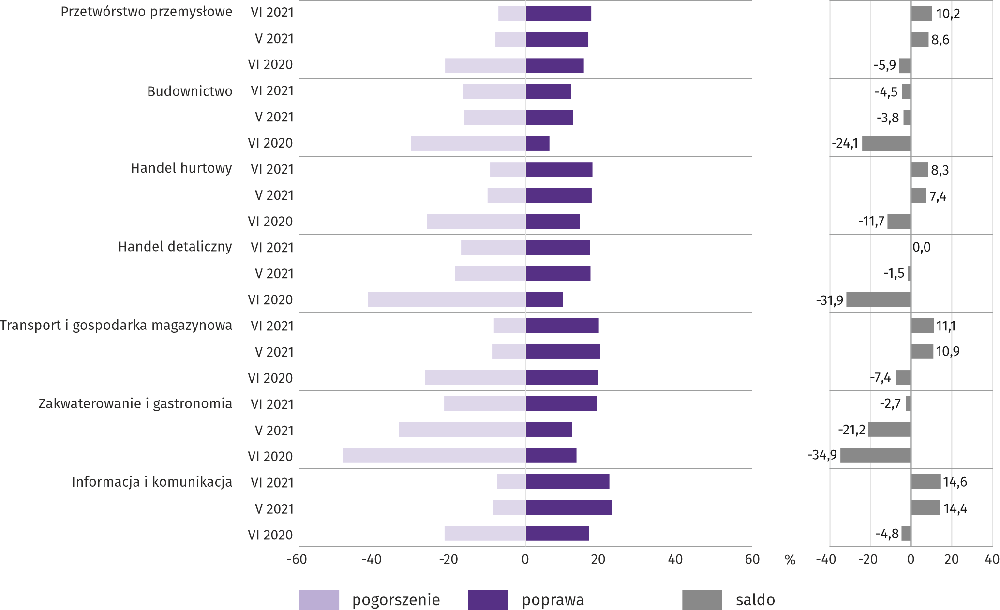 Przetwórstwo przemysłowe VI 2021 10,2
V 2021 8,6
VI 2020 -5,9
Budownictwo VI 2021 -4,5
V 2021 -3,8
VI 2020 -24,1
Handel hurtowy VI 2021 8,3
V 2021 7,4
VI 2020 -11,7
Handel detaliczny VI 2021 0,0
V 2021 -1,5
VI 2020 -31,9
Transport i gospodarka magazynowa VI 2021 11,1
V 2021 10,9
VI 2020 -7,4
Zakwaterowanie i gastronomia VI 2021 -2,7
V 2021 -21,2
VI 2020 -34,9
Informacja i komunikacja VI 2021 14,6
V 2021 14,4
VI 2020 -4,8
-60 -40 -20 0 20 40 60 % -40 -20 0 20 40
pogorszenie poprawa saldo